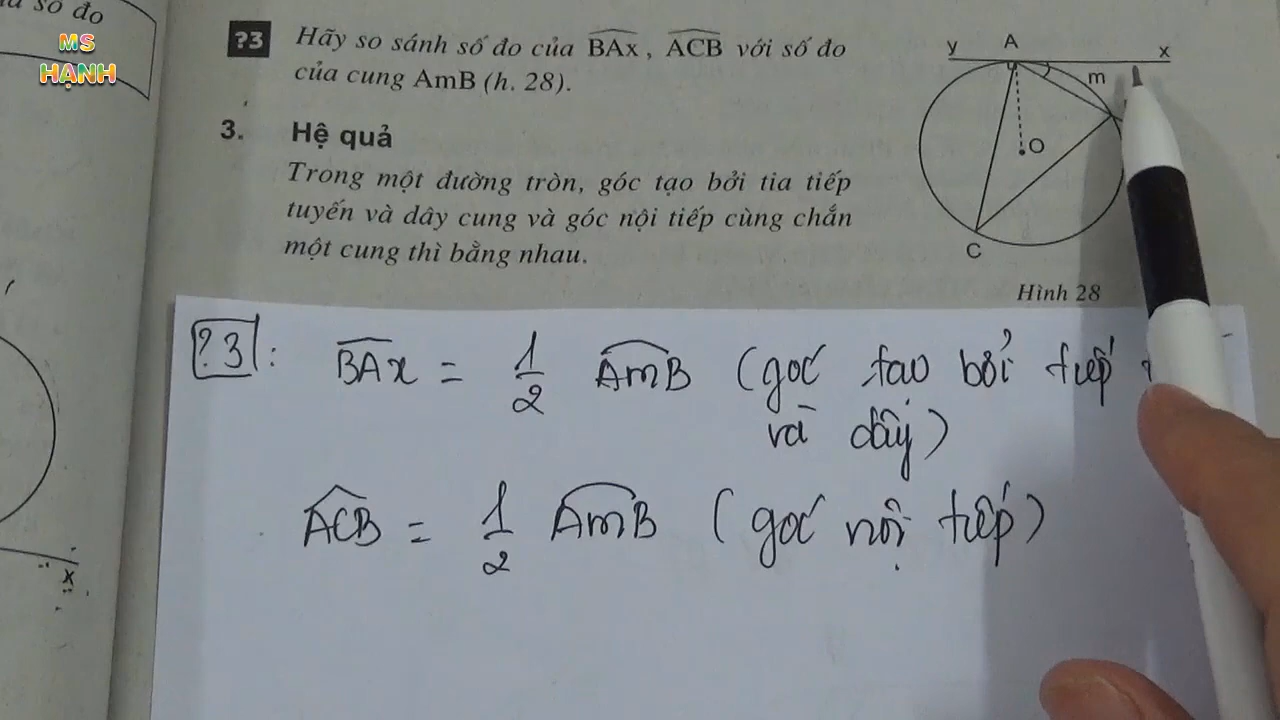 số đo
MS
HẠNH
?3 Hãy so sánh số đo của BAx, ACB với số đo
của cung AmB (h. 28).
3. Hệ quả
Trong một đường tròn, góc tạo bởi tia tiếp
tuyến và dây cung và góc nội tiếp cùng chắn
một cung thì bằng nhau.
y A x
m
O
C
Hình 28
?3 : BAx = 1/2 AmB (góc tạo bởi tiếp
và dây)
ACB = 1/2 AmB (góc nội tiếp)
x